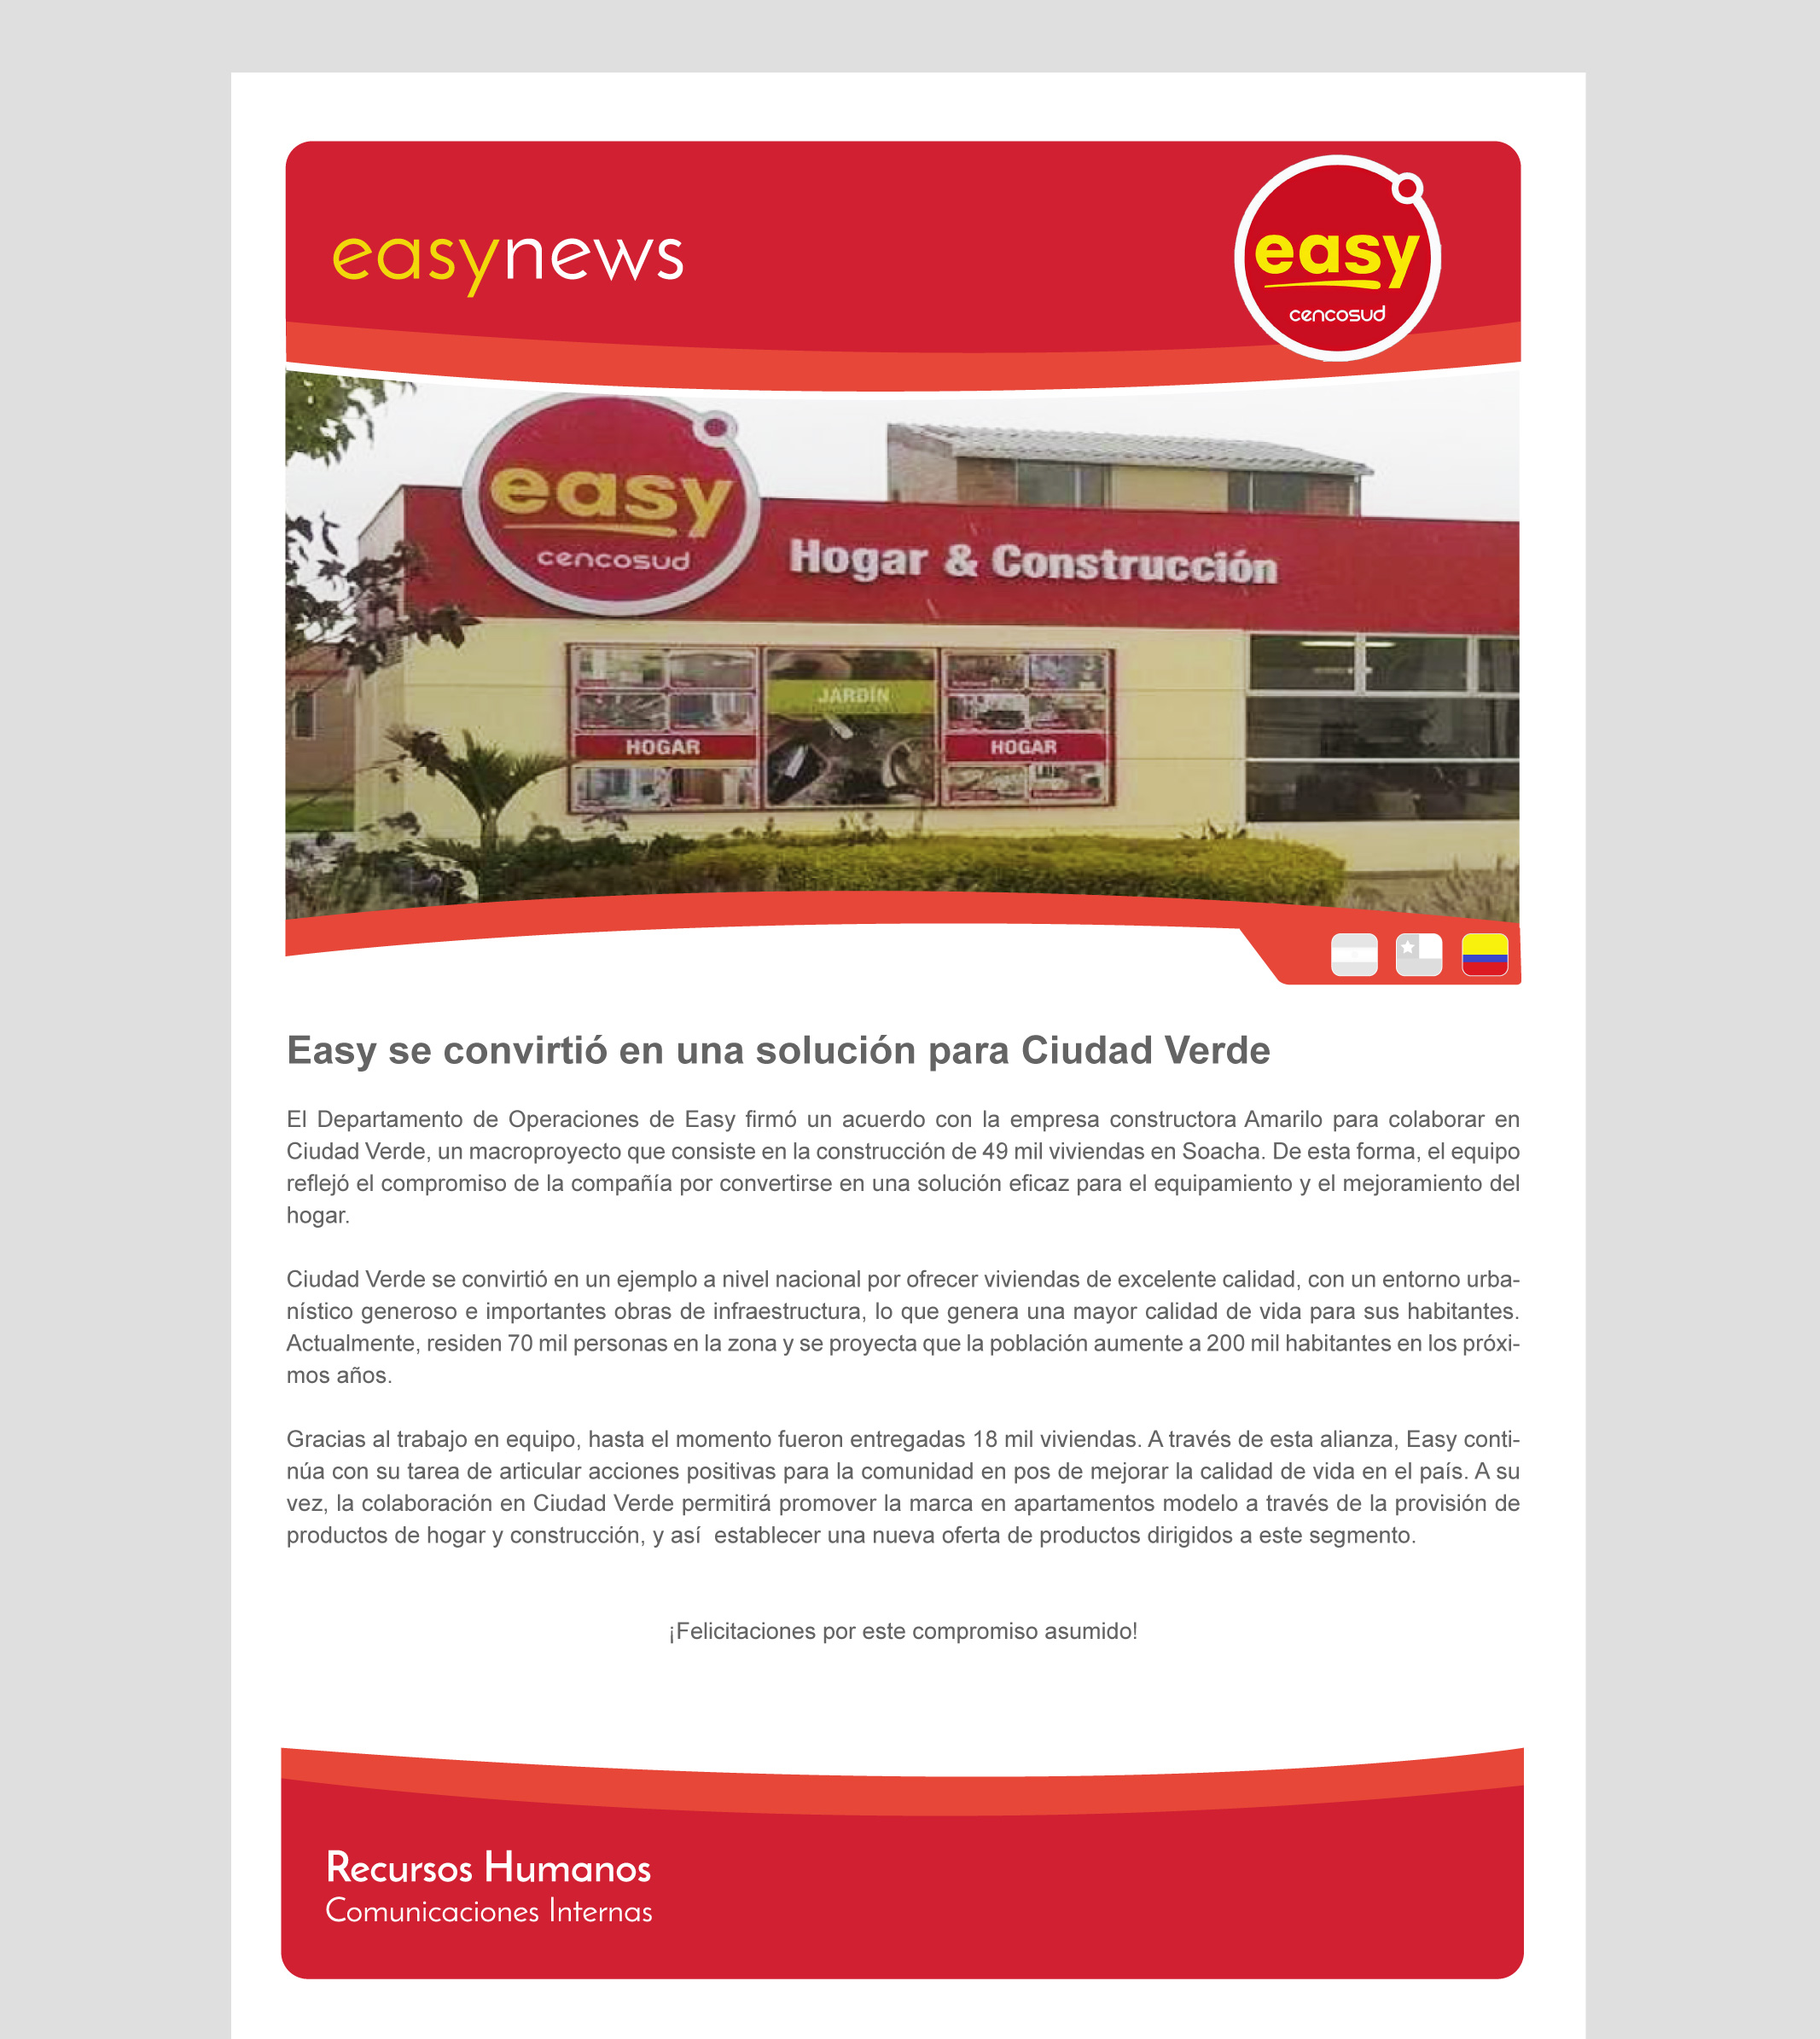 easynews
easy
cencosud
easy
cencosud
Hogar & Construcción
JARDÍN
HOGAR
HOGAR
Easy se convirtió en una solución para Ciudad Verde
El Departamento de Operaciones de Easy firmó un acuerdo con la empresa constructora Amarilo para colaborar en
Ciudad Verde, un macroproyecto que consiste en la construcción de 49 mil viviendas en Soacha. De esta forma, el equipo
reflejó el compromiso de la compañía por convertirse en una solución eficaz para el equipamiento y el mejoramiento del
hogar.
Ciudad Verde se convirtió en un ejemplo a nivel nacional por ofrecer viviendas de excelente calidad, con un entorno urba-
nístico generoso e importantes obras de infraestructura, lo que genera una mayor calidad de vida para sus habitantes.
Actualmente, residen 70 mil personas en la zona y se proyecta que la población aumente a 200 mil habitantes en los próxi-
mos años.
Gracias al trabajo en equipo, hasta el momento fueron entregadas 18 mil viviendas. A través de esta alianza, Easy conti-
núa con su tarea de articular acciones positivas para la comunidad en pos de mejorar la calidad de vida en el país. A su
vez, la colaboración en Ciudad Verde permitirá promover la marca en apartamentos modelo a través de la provisión de
productos de hogar y construcción, y así  establecer una nueva oferta de productos dirigidos a este segmento.
¡Felicitaciones por este compromiso asumido!
Recursos Humanos
Comunicaciones Internas